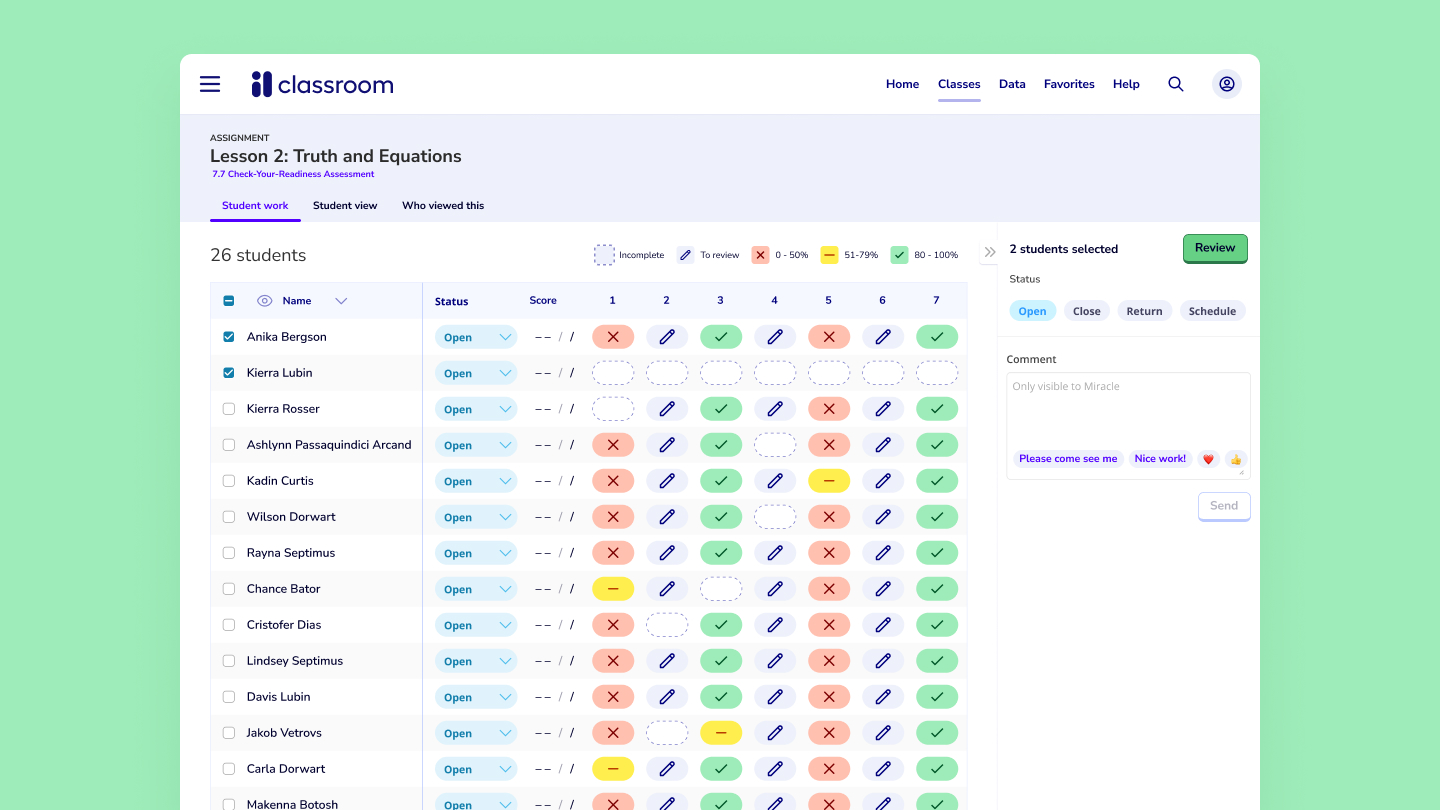 classroom
Home Classes Data Favorites Help
ASSIGNMENT
Lesson 2: Truth and Equations
7.7 Check-Your-Readiness Assessment
Student work Student view Who viewed this
26 students
Incomplete To review 0 - 50% 51-79% 80 - 100%
2 students selected
Review
Status
Open Close Return Schedule
Comment
Only visible to Miracle
Please come see me Nice work! ❤️ 👍
Send
Name Status Score 1 2 3 4 5 6 7
Anika Bergson Open -- / /
Kierra Lubin Open -- / /
Kierra Rosser Open -- / /
Ashlynn Passaquindici Arcand Open -- / /
Kadin Curtis Open -- / /
Wilson Dorwart Open -- / /
Rayna Septimus Open -- / /
Chance Bator Open -- / /
Cristofer Dias Open -- / /
Lindsey Septimus Open -- / /
Davis Lubin Open -- / /
Jakob Vetrovs Open -- / /
Carla Dorwart Open -- / /
Makenna Botosh Open -- / /